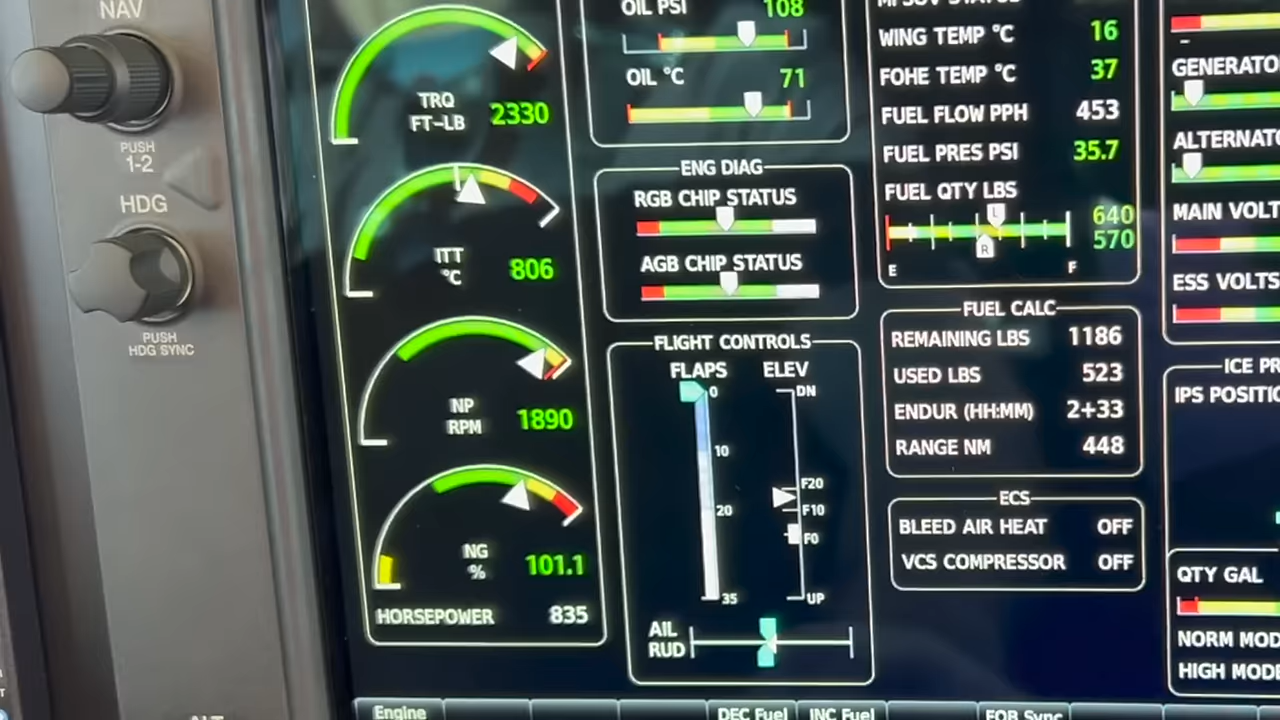 NAV
PUSH
1-2
HDG
PUSH
HDG SYNC
TRQ
FT-LB 2330
ITT
°C 806
NP
RPM 1890
NG
% 101.1
HORSEPOWER 835
OIL PSI 108
OIL °C 71
ENG DIAG
RGB CHIP STATUS
AGB CHIP STATUS
FLIGHT CONTROLS
FLAPS ELEV
0 DN
10
F20
20 F10
F0
35 UP
AIL
RUD
WING TEMP °C 16
FOHE TEMP °C 37
FUEL FLOW PPH 453
FUEL PRES PSI 35.7
FUEL QTY LBS
L 640
R 570
E F
FUEL CALC
REMAINING LBS 1186
USED LBS 523
ENDUR (HH:MM) 2+33
RANGE NM 448
ECS
BLEED AIR HEAT OFF
VCS COMPRESSOR OFF
GENERATO
ALTERNAT
MAIN VOLT
ESS VOLTS
ICE PR
IPS POSITIO
QTY GAL
NORM MOD
HIGH MODE
Engine DEC Fuel INC Fuel FOB Sync